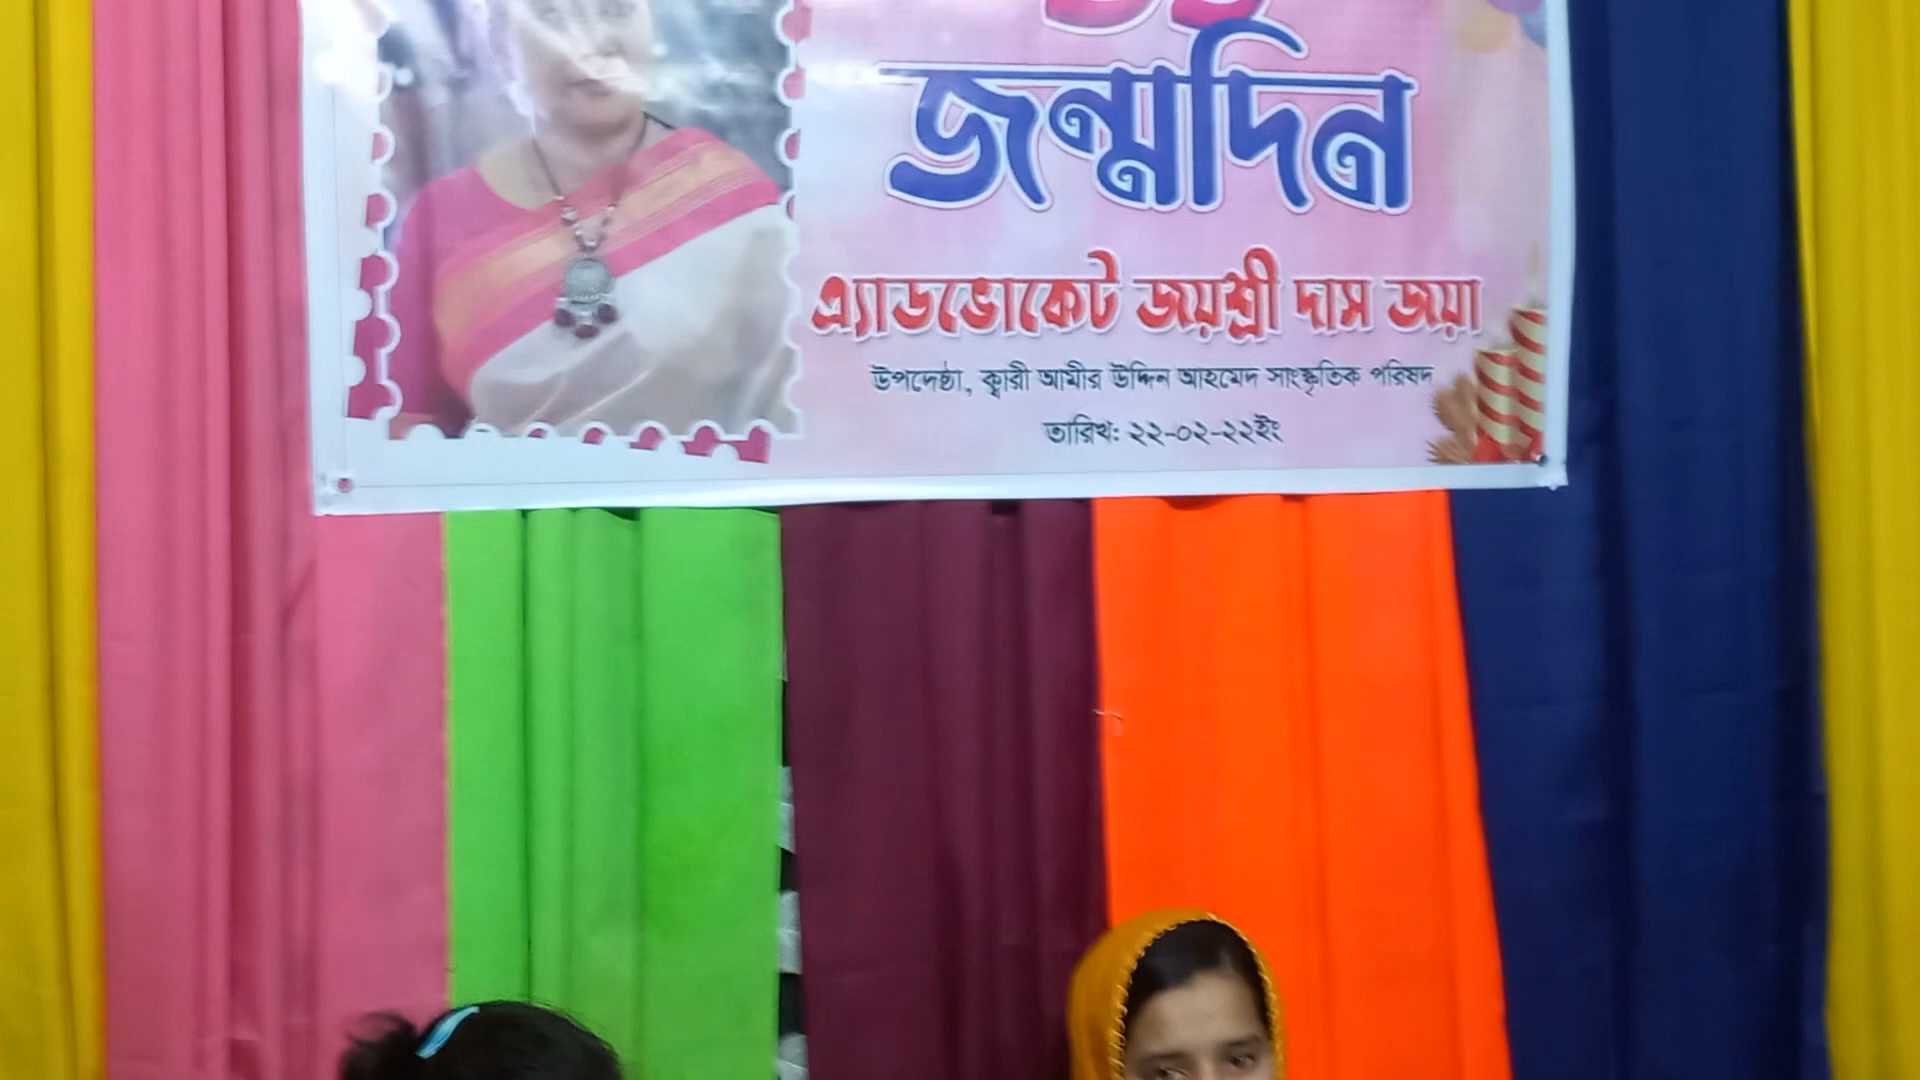 জন্মদিন
এ্যাডভোকেট জয়শ্রী দাস জয়া
উপদেষ্ঠা, ক্বারী আমীর উদ্দিন আহমেদ সাংস্কৃতিক পরিষদ
তারিখ: ২২-০২-২২ইং